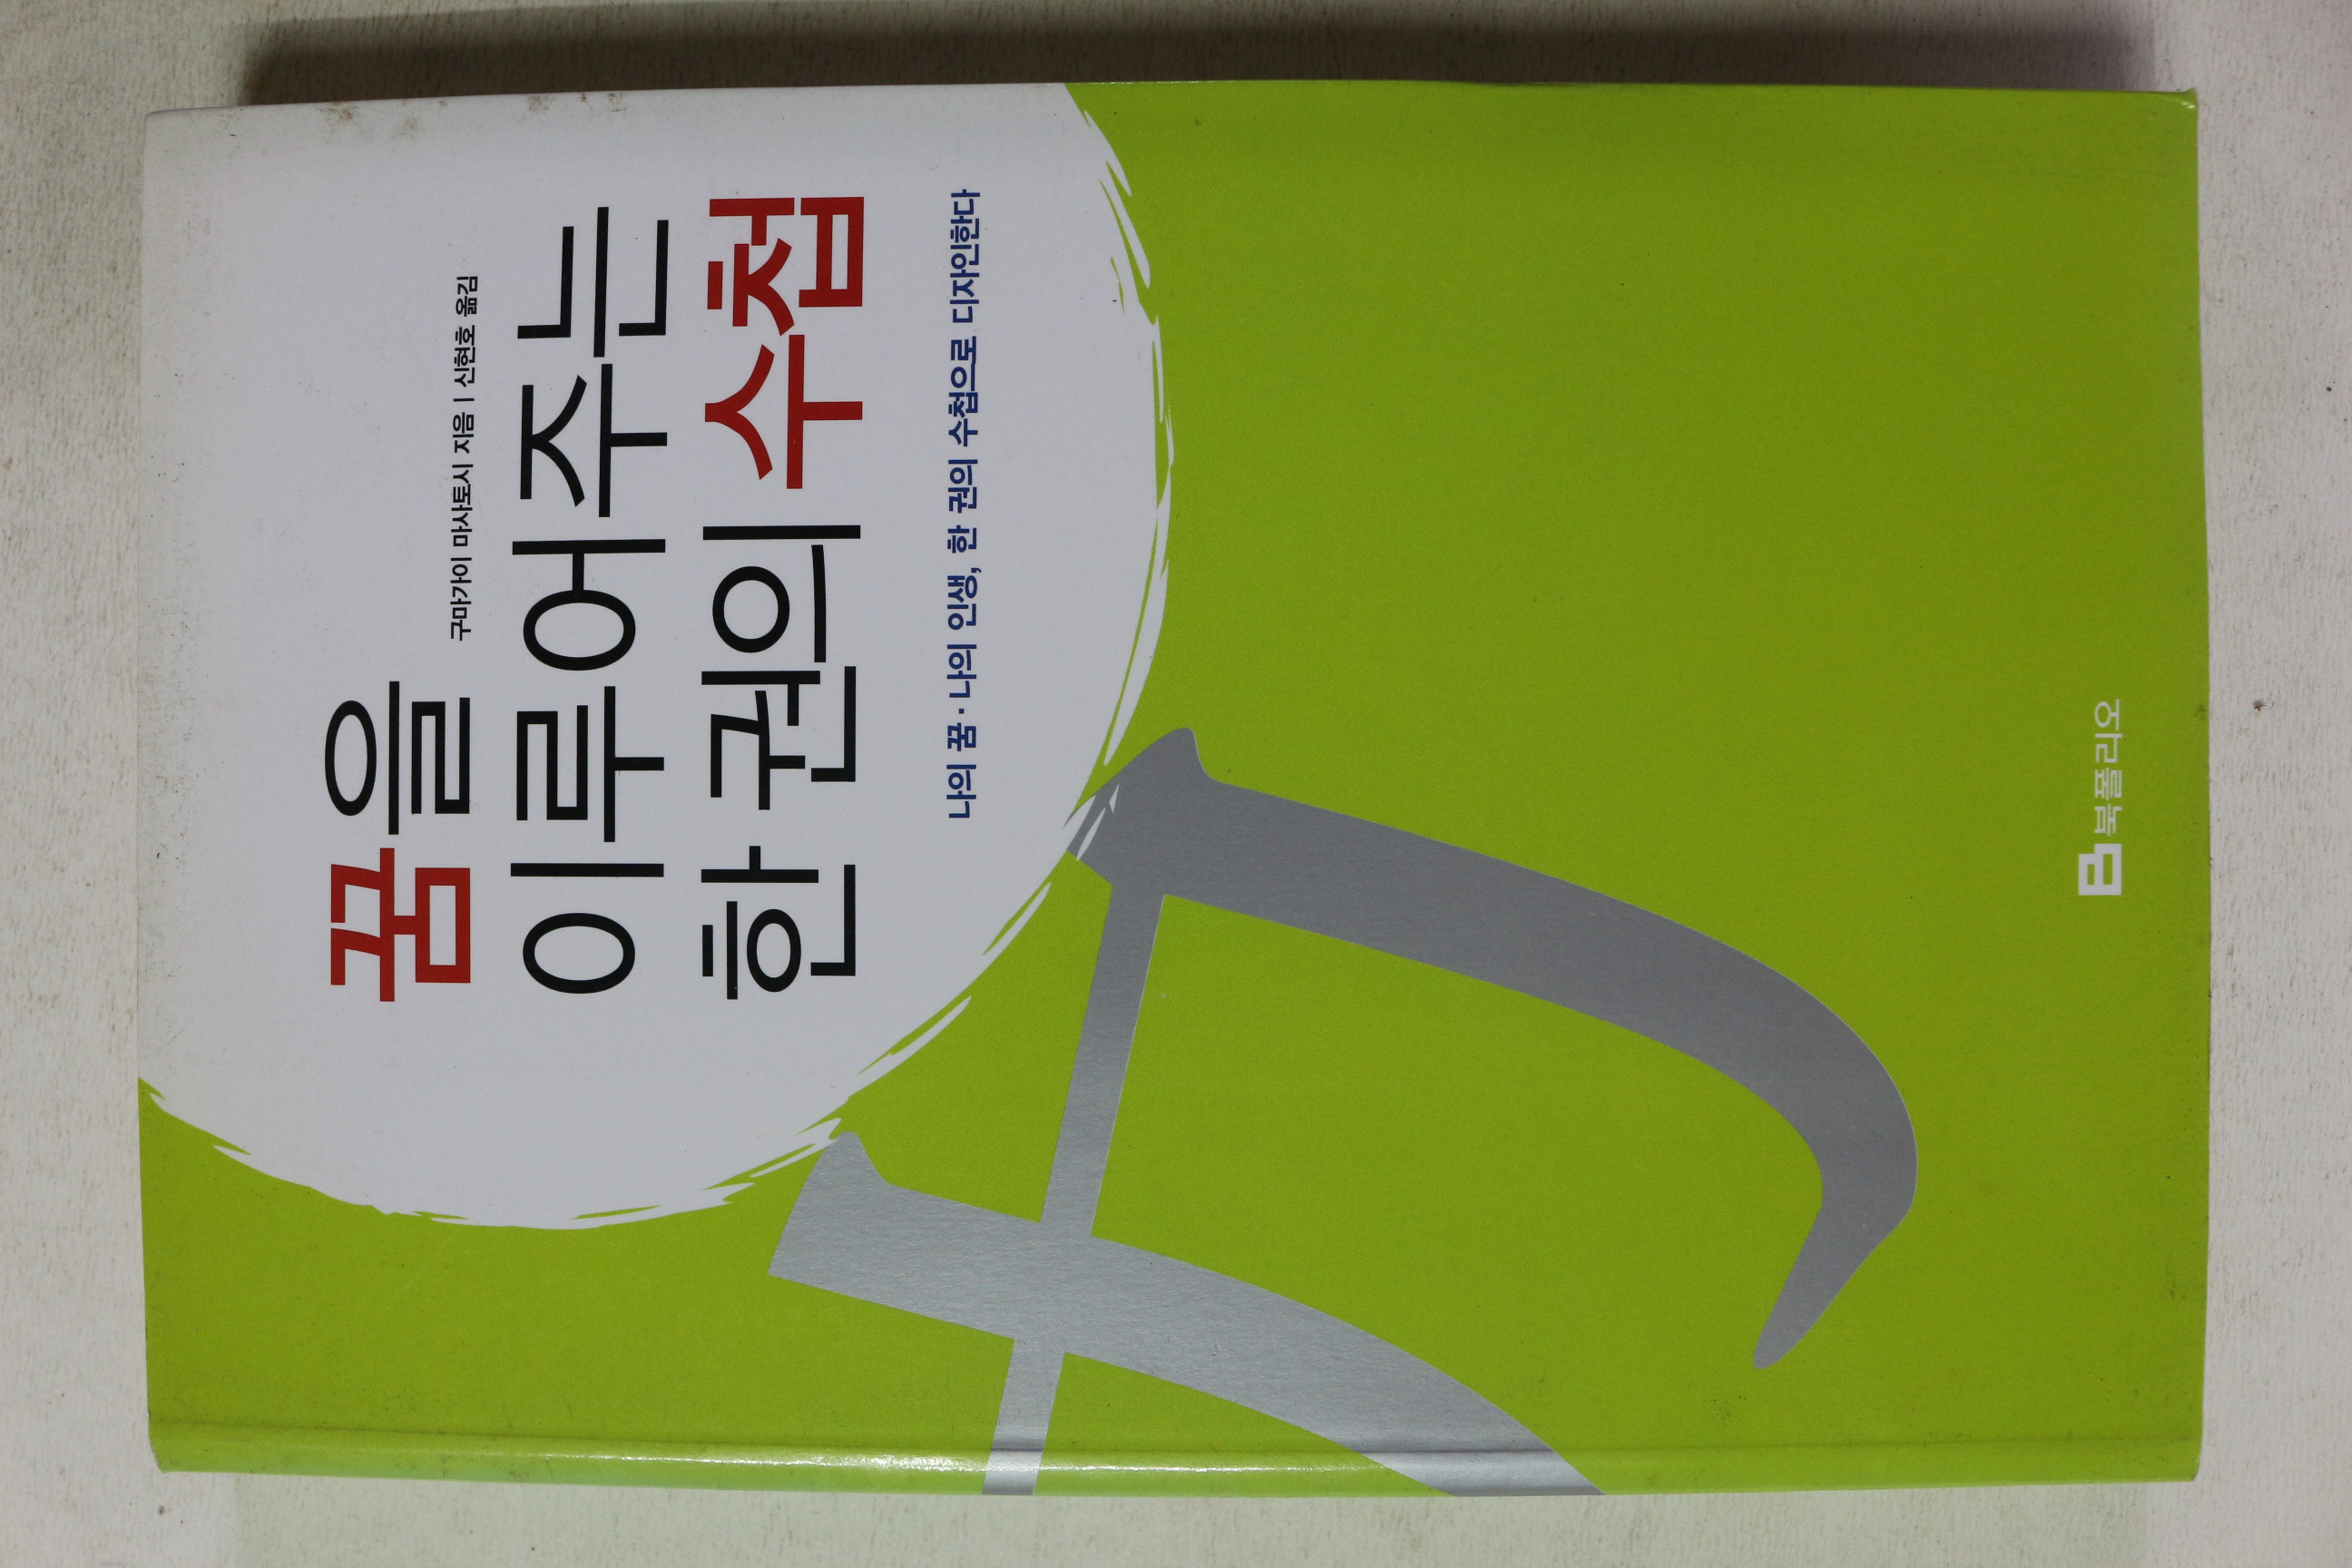 꿈을
구마가이 마사토시 지음 | 신현호 옮김
이루어주는
한 권의 수첩
나의 꿈·나의 인생, 한 권의 수첩으로 디자인한다
북폴리오